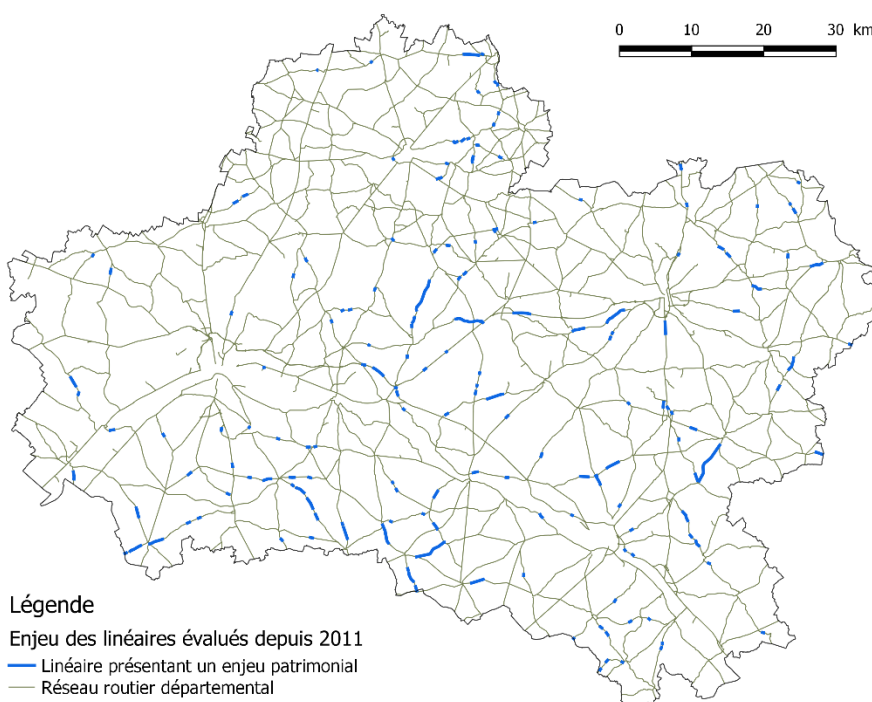 0 10 20 30 km
Légende
Enjeu des linéaires évalués depuis 2011
Linéaire présentant un enjeu patrimonial
Réseau routier départemental